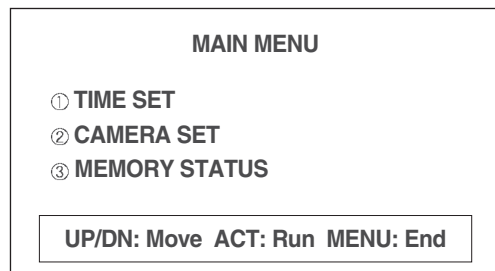 MAIN MENU
① TIME SET
② CAMERA SET
③ MEMORY STATUS
UP/DN: Move ACT: Run MENU: End